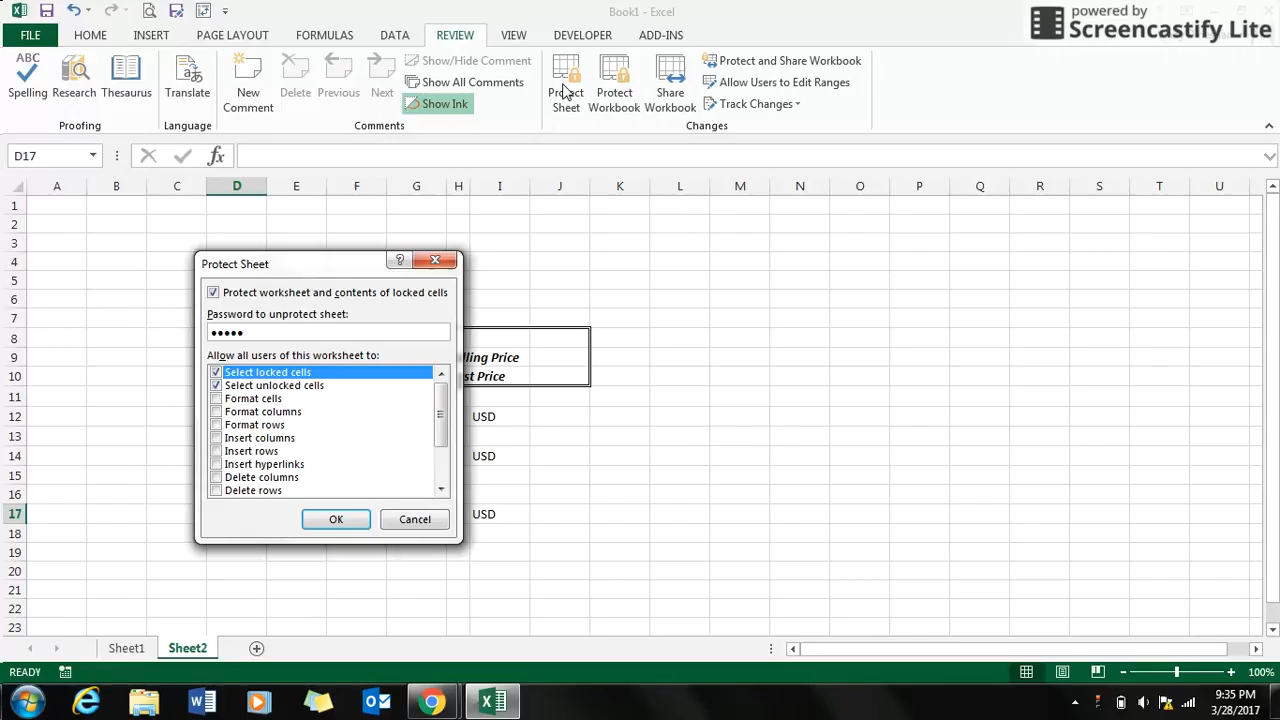 Book1 - Excel
powered by
Screencastify Lite
FILE HOME INSERT PAGE LAYOUT FORMULAS DATA REVIEW VIEW DEVELOPER ADD-INS
ABC
Spelling Research Thesaurus
Proofing
Translate
Language
New Comment
Delete Previous Next
Show/Hide Comment
Show All Comments
Show Ink
Comments
Protect Sheet
Protect Workbook
Share Workbook
Protect and Share Workbook
Allow Users to Edit Ranges
Track Changes
Changes
D17 fx
A B C D E F G H I J K L M N O P Q R S T U
1
2
3
4
5
6
7
8
9 lling Price
10 st Price
11
12 USD
13
14 USD
15
16
17 USD
18
19
20
21
22
23
Protect Sheet
?
Protect worksheet and contents of locked cells
Password to unprotect sheet:
•••••
Allow all users of this worksheet to:
Select locked cells
Select unlocked cells
Format cells
Format columns
Format rows
Insert columns
Insert rows
Insert hyperlinks
Delete columns
Delete rows
OK Cancel
Sheet1 Sheet2
READY 100%
9:35 PM
3/28/2017